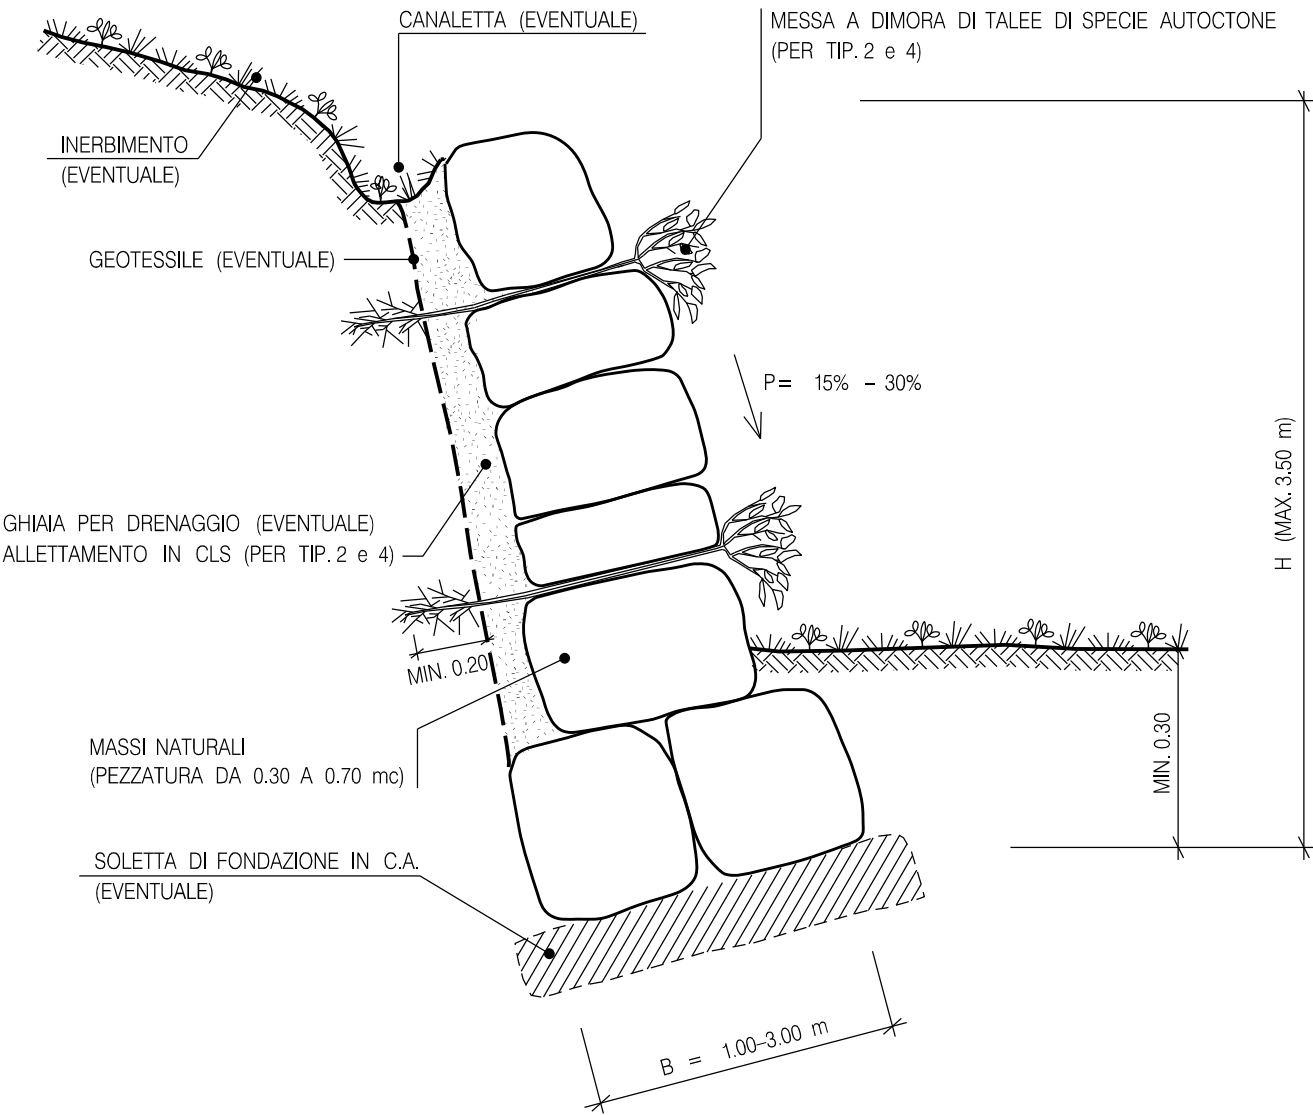 CANALETTA (EVENTUALE)
MESSA A DIMORA DI TALEE DI SPECIE AUTOCTONE
(PER TIP. 2 e 4)
INERBIMENTO
(EVENTUALE)
GEOTESSILE (EVENTUALE)
P= 15% - 30%
H (MAX. 3.50 m)
GHIAIA PER DRENAGGIO (EVENTUALE)
ALLETTAMENTO IN CLS (PER TIP. 2 e 4)
MIN. 0.20
MASSI NATURALI
(PEZZATURA DA 0.30 A 0.70 mc)
MIN. 0.30
SOLETTA DI FONDAZIONE IN C.A.
(EVENTUALE)
B = 1.00-3.00 m